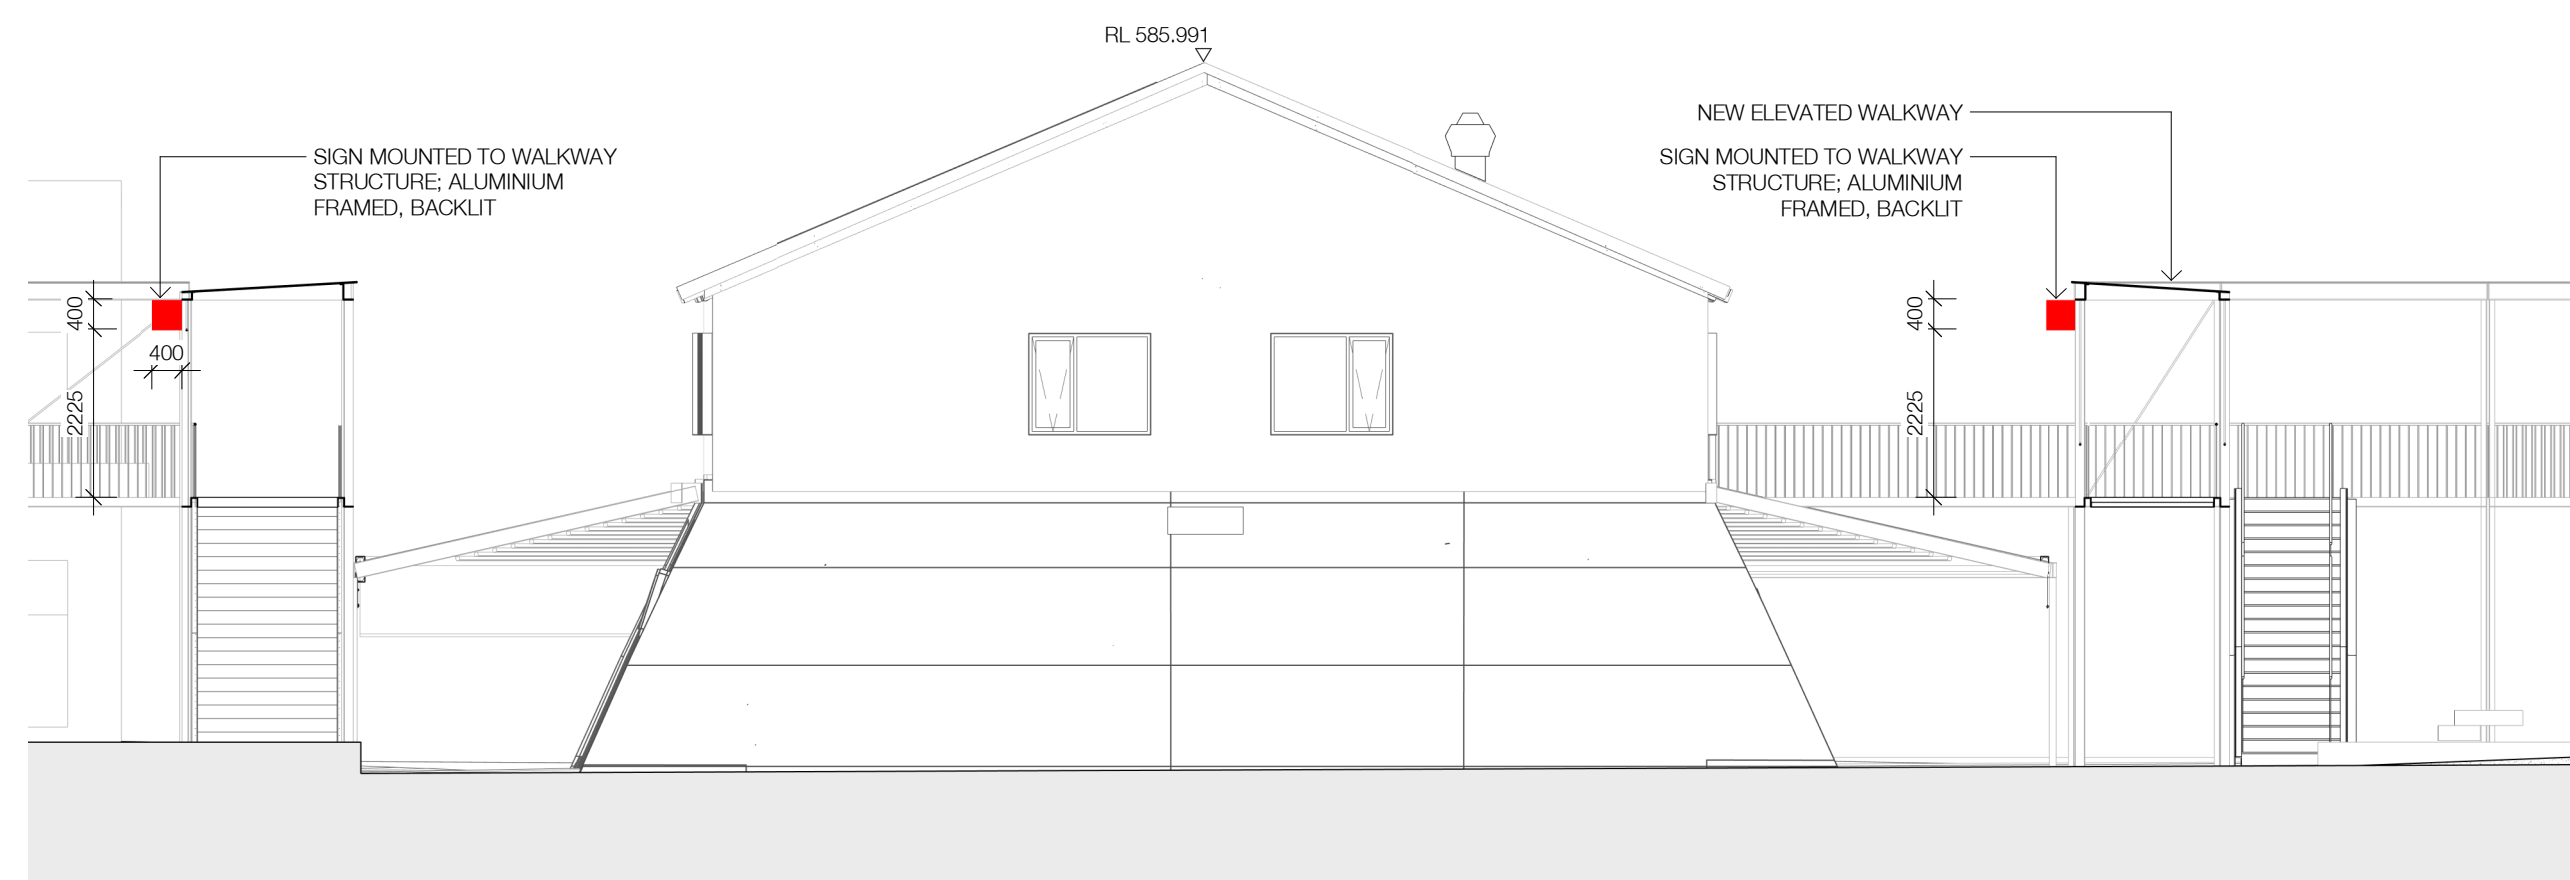 RL 585.991
SIGN MOUNTED TO WALKWAY
STRUCTURE; ALUMINIUM
FRAMED, BACKLIT
NEW ELEVATED WALKWAY
SIGN MOUNTED TO WALKWAY
STRUCTURE; ALUMINIUM
FRAMED, BACKLIT
400
400
2225
400
2225